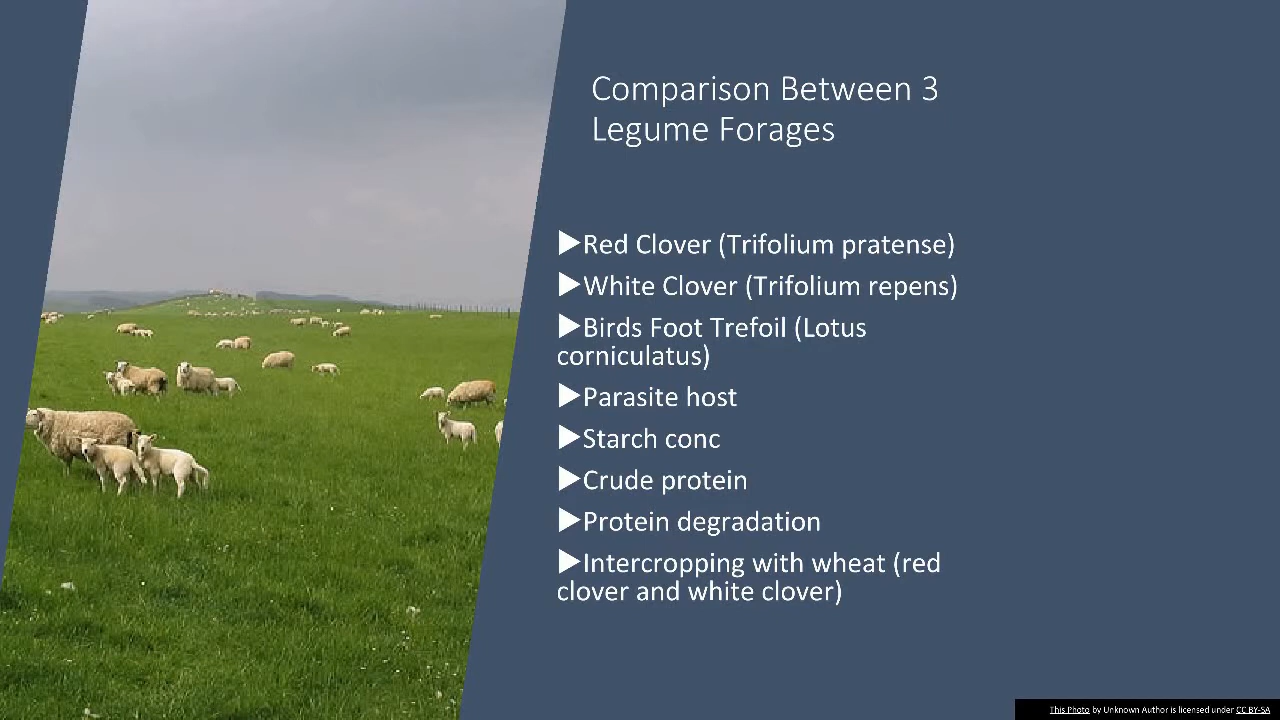 Comparison Between 3
Legume Forages
▶Red Clover (Trifolium pratense)
▶White Clover (Trifolium repens)
▶Birds Foot Trefoil (Lotus
corniculatus)
▶Parasite host
▶Starch conc
▶Crude protein
▶Protein degradation
▶Intercropping with wheat (red
clover and white clover)
This Photo by Unknown Author is licensed under CC BY-SA